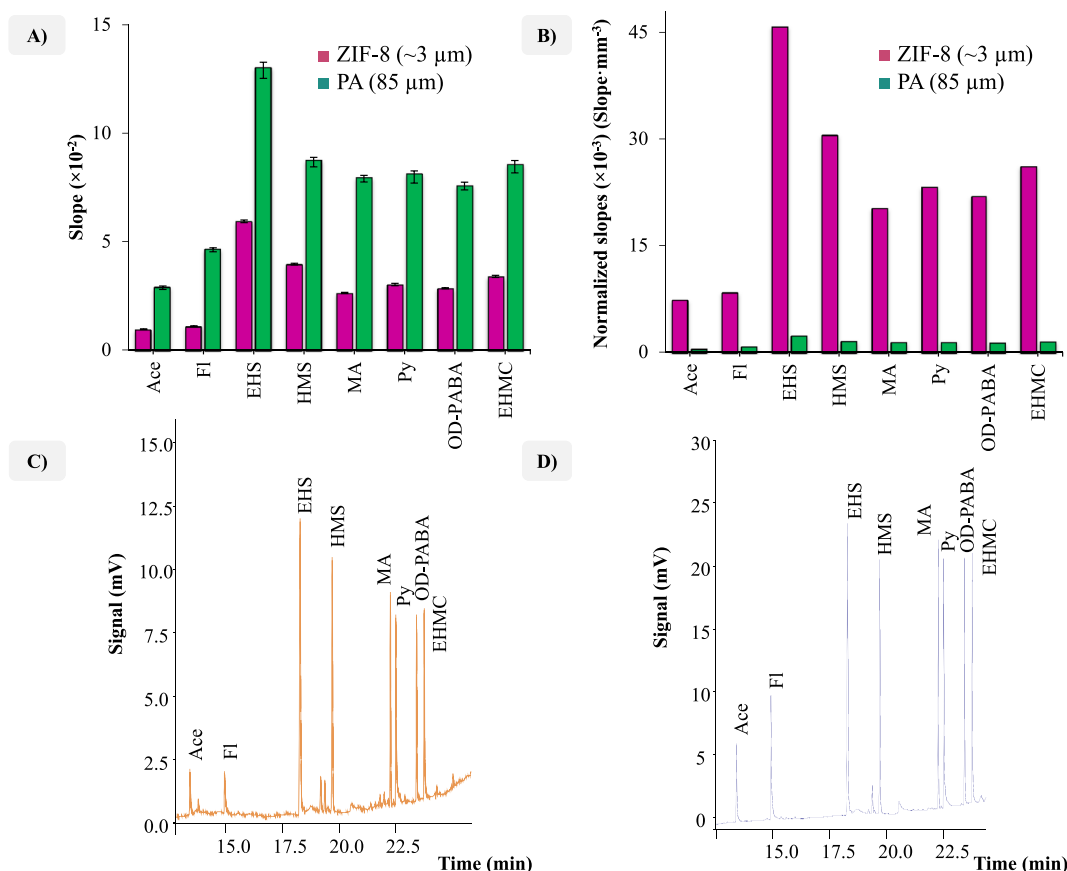 A)
Slope (×10⁻²)
15
10
5
0
ZIF-8 (~3 µm)
PA (85 µm)
Ace
Fl
EHS
HMS
MA
Py
OD-PABA
EHMC
B)
Normalized slopes (×10⁻³) (Slope·mm⁻³)
45
30
15
0
ZIF-8 (~3 µm)
PA (85 µm)
Ace
Fl
EHS
HMS
MA
Py
OD-PABA
EHMC
C)
Signal (mV)
15.0
12.5
10.0
7.5
5.0
2.5
0.0
Ace
Fl
EHS
HMS
MA
Py
OD-PABA
EHMC
15.0
17.5
20.0
22.5
Time (min)
D)
Signal (mV)
30
25
20
15
10
5
0
Ace
Fl
EHS
HMS
MA
Py
OD-PABA
EHMC
15.0
17.5
20.0
22.5
Time (min)